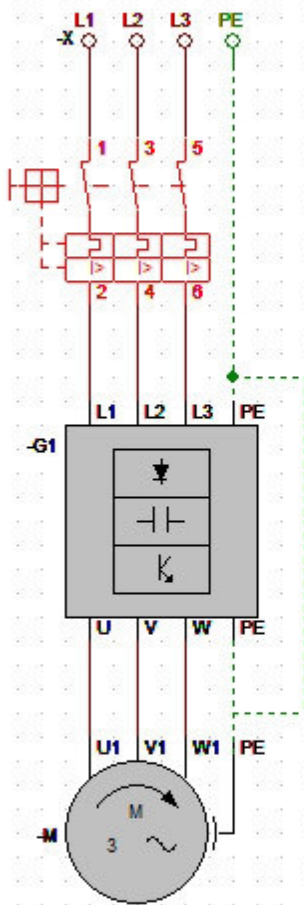 L1 L2 L3 PE
-X
1 3 5
I> I> I>
2 4 6
L1 L2 L3 PE
-G1
U V W PE
U1 V1 W1 PE
M
-M
3 ~